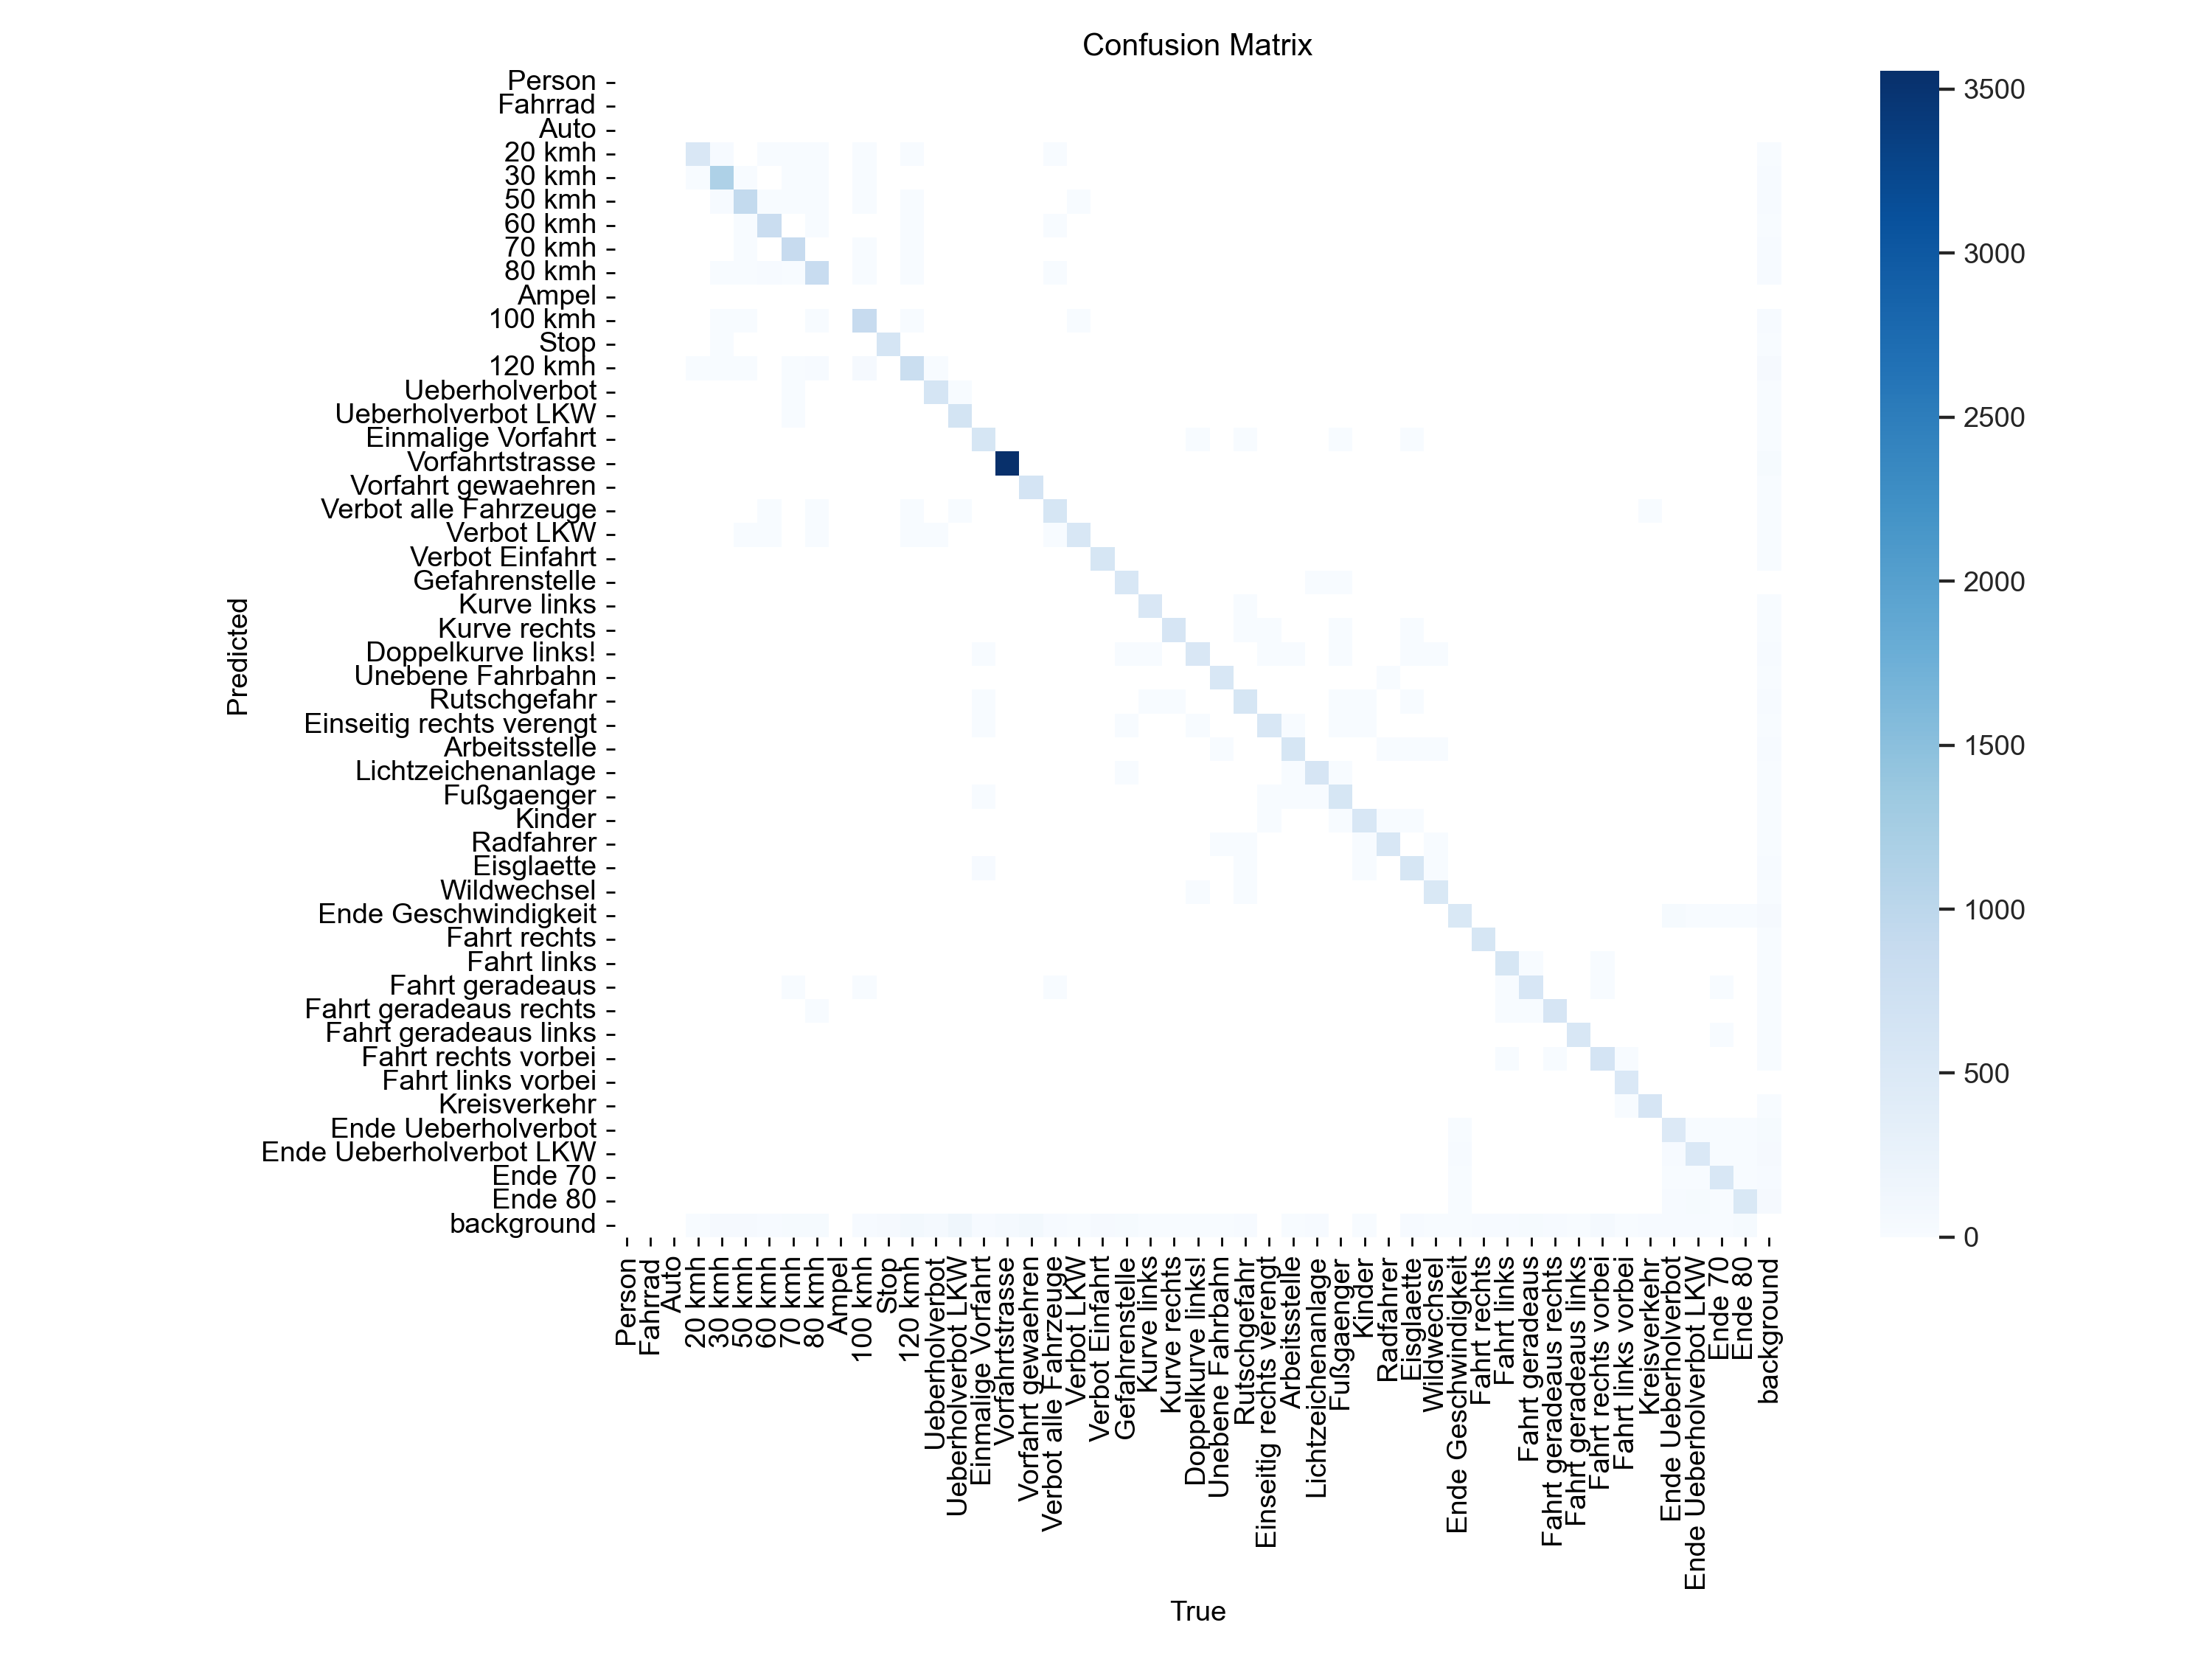 Confusion Matrix
Person
Fahrrad
Auto
20 kmh
30 kmh
50 kmh
60 kmh
70 kmh
80 kmh
Ampel
100 kmh
Stop
120 kmh
Ueberholverbot
Ueberholverbot LKW
Einmalige Vorfahrt
Vorfahrtstrasse
Vorfahrt gewaehren
Verbot alle Fahrzeuge
Verbot LKW
Verbot Einfahrt
Gefahrenstelle
Kurve links
Kurve rechts
Doppelkurve links!
Unebene Fahrbahn
Rutschgefahr
Einseitig rechts verengt
Arbeitsstelle
Lichtzeichenanlage
Fußgaenger
Kinder
Radfahrer
Eisglaette
Wildwechsel
Ende Geschwindigkeit
Fahrt rechts
Fahrt links
Fahrt geradeaus
Fahrt geradeaus rechts
Fahrt geradeaus links
Fahrt rechts vorbei
Fahrt links vorbei
Kreisverkehr
Ende Ueberholverbot
Ende Ueberholverbot LKW
Ende 70
Ende 80
background
Predicted
Person
Fahrrad
Auto
20 kmh
30 kmh
50 kmh
60 kmh
70 kmh
80 kmh
Ampel
100 kmh
Stop
120 kmh
Ueberholverbot
Ueberholverbot LKW
Einmalige Vorfahrt
Vorfahrtstrasse
Vorfahrt gewaehren
Verbot alle Fahrzeuge
Verbot LKW
Verbot Einfahrt
Gefahrenstelle
Kurve links
Kurve rechts
Doppelkurve links!
Unebene Fahrbahn
Rutschgefahr
Einseitig rechts verengt
Arbeitsstelle
Lichtzeichenanlage
Fußgaenger
Kinder
Radfahrer
Eisglaette
Wildwechsel
Ende Geschwindigkeit
Fahrt rechts
Fahrt links
Fahrt geradeaus
Fahrt geradeaus rechts
Fahrt geradeaus links
Fahrt rechts vorbei
Fahrt links vorbei
Kreisverkehr
Ende Ueberholverbot
Ende Ueberholverbot LKW
Ende 70
Ende 80
background
True
3500
3000
2500
2000
1500
1000
500
0